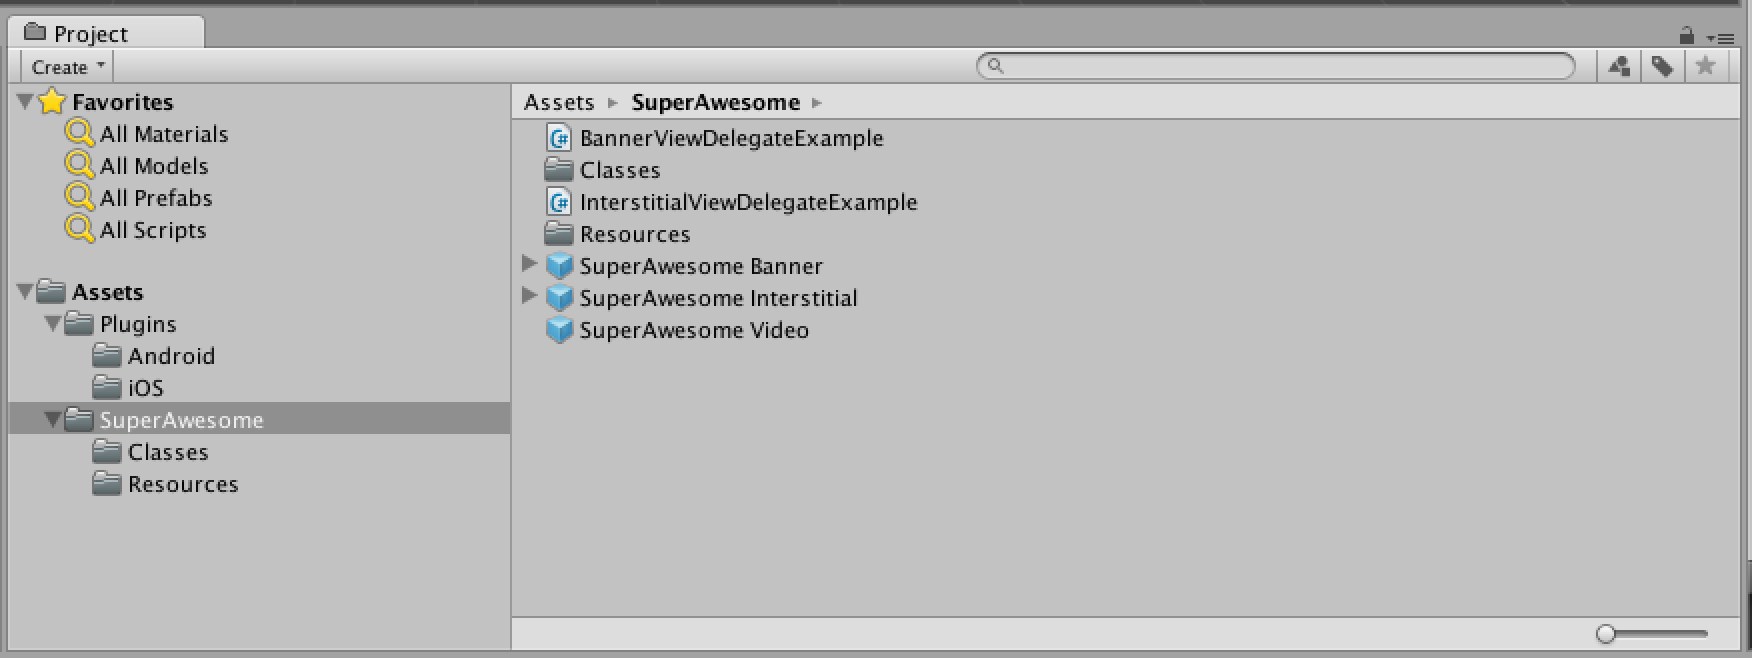 Project
Create
Favorites
All Materials
All Models
All Prefabs
All Scripts
Assets
Plugins
Android
iOS
SuperAwesome
Classes
Resources
Assets SuperAwesome
C# BannerViewDelegateExample
Classes
C# InterstitialViewDelegateExample
Resources
SuperAwesome Banner
SuperAwesome Interstitial
SuperAwesome Video